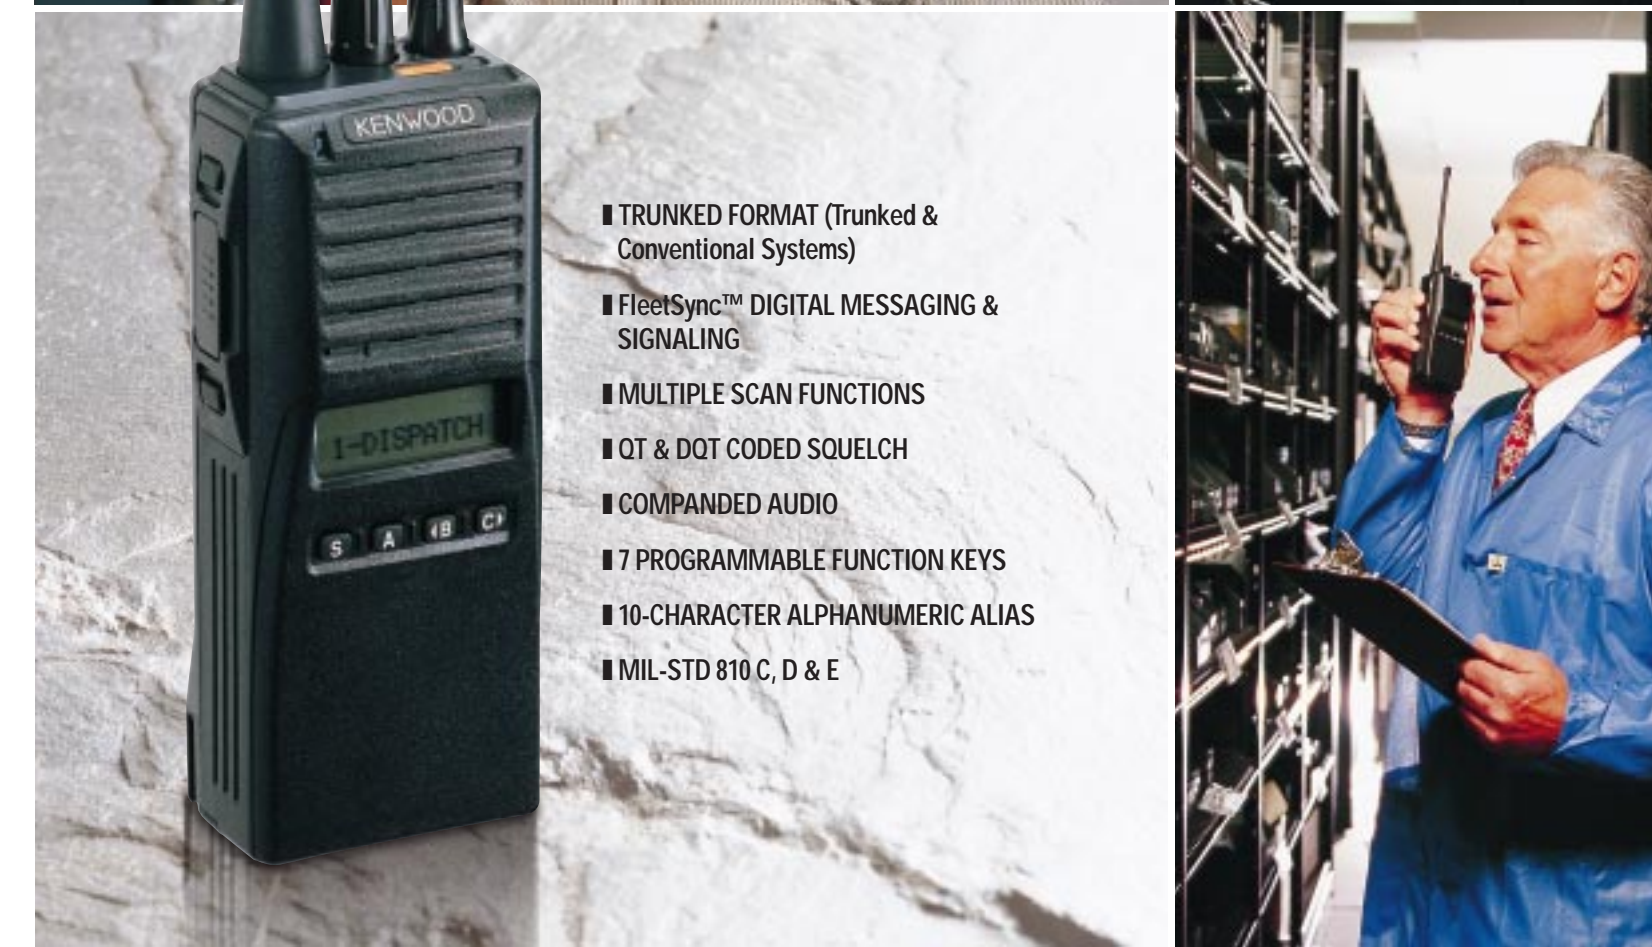 KENWOOD
1-DISPATCH
S A B C
▮ TRUNKED FORMAT (Trunked &
Conventional Systems)
▮ FleetSync™ DIGITAL MESSAGING &
SIGNALING
▮ MULTIPLE SCAN FUNCTIONS
▮ QT & DQT CODED SQUELCH
▮ COMPANDED AUDIO
▮ 7 PROGRAMMABLE FUNCTION KEYS
▮ 10-CHARACTER ALPHANUMERIC ALIAS
▮ MIL-STD 810 C, D & E